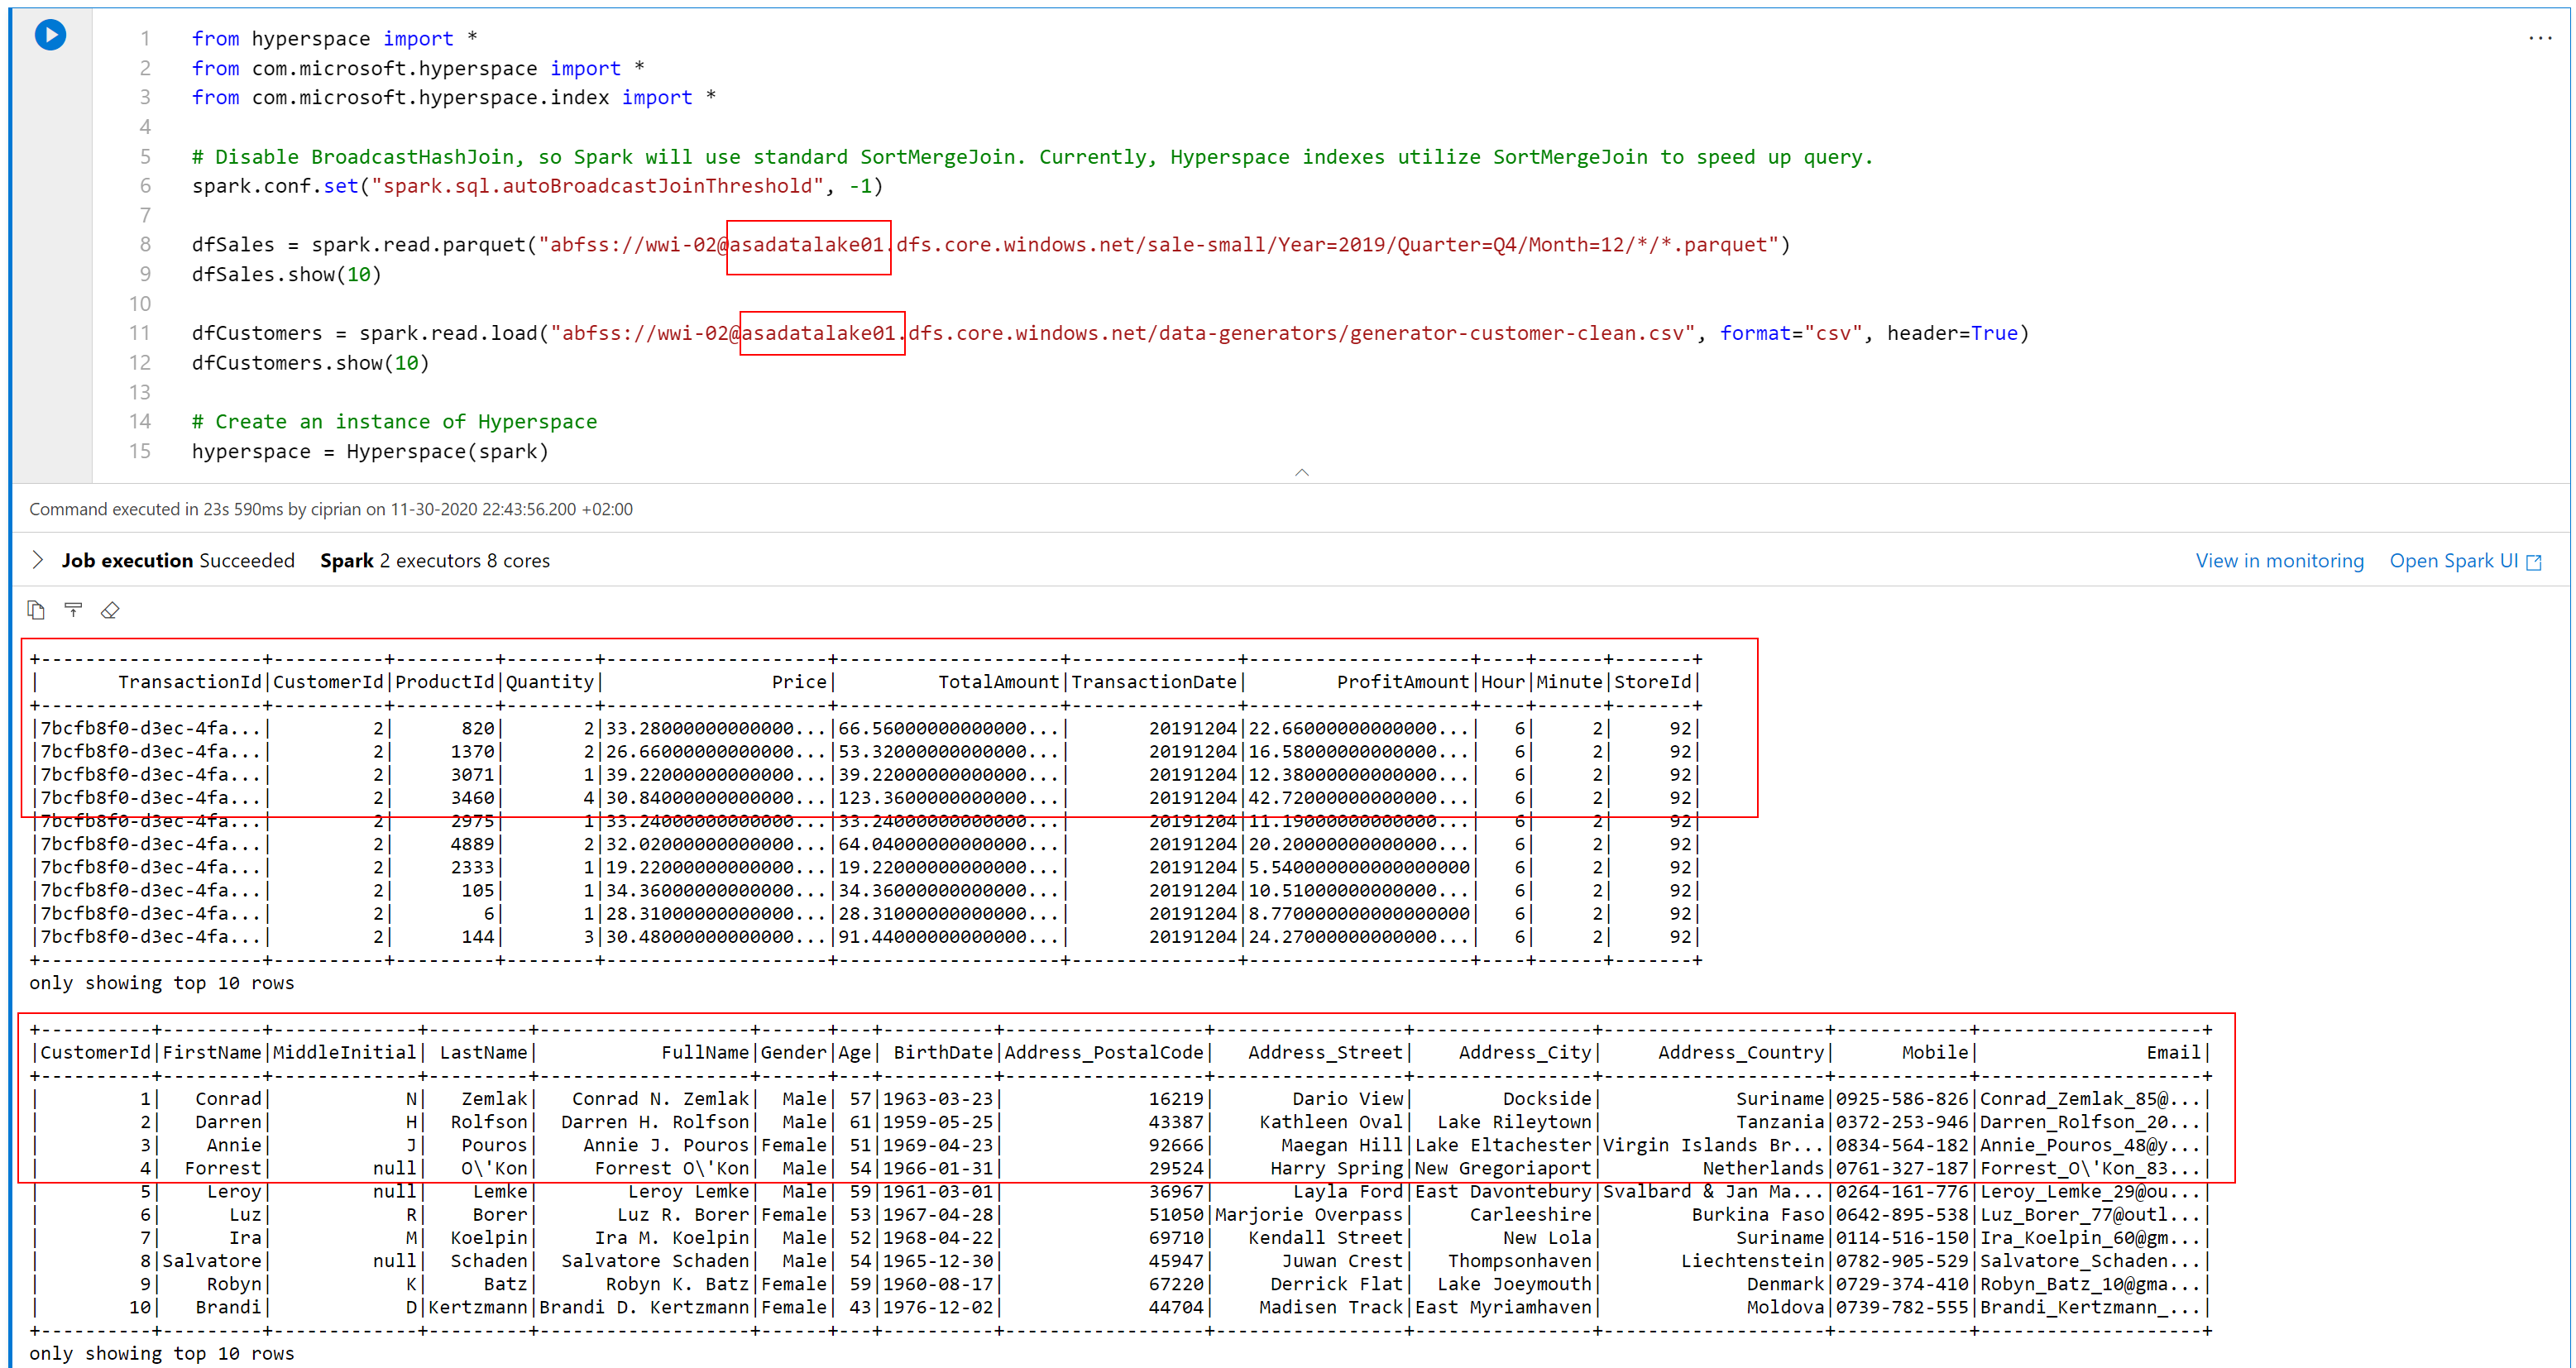 1 from hyperspace import *
2 from com.microsoft.hyperspace import *
3 from com.microsoft.hyperspace.index import *
4
5 # Disable BroadcastHashJoin, so Spark will use standard SortMergeJoin. Currently, Hyperspace indexes utilize SortMergeJoin to speed up query.
6 spark.conf.set("spark.sql.autoBroadcastJoinThreshold", -1)
7
8 dfSales = spark.read.parquet("abfss://wwi-02@asadatalake01.dfs.core.windows.net/sale-small/Year=2019/Quarter=Q4/Month=12/*/*.parquet")
9 dfSales.show(10)
10
11 dfCustomers = spark.read.load("abfss://wwi-02@asadatalake01.dfs.core.windows.net/data-generators/generator-customer-clean.csv", format="csv", header=True)
12 dfCustomers.show(10)
13
14 # Create an instance of Hyperspace
15 hyperspace = Hyperspace(spark)
Command executed in 23s 590ms by ciprian on 11-30-2020 22:43:56.200 +02:00
Job execution Succeeded Spark 2 executors 8 cores View in monitoring Open Spark UI
+--------------------+----------+---------+--------+--------------------+--------------------+---------------+--------------------+----+------+-------+
|       TransactionId|CustomerId|ProductId|Quantity|               Price|         TotalAmount|TransactionDate|        ProfitAmount|Hour|Minute|StoreId|
+--------------------+----------+---------+--------+--------------------+--------------------+---------------+--------------------+----+------+-------+
|7bcfb8f0-d3ec-4fa...|         2|      820|       2|33.28000000000000...|66.56000000000000...|       20191204|22.66000000000000...|   6|     2|     92|
|7bcfb8f0-d3ec-4fa...|         2|     1370|       2|26.66000000000000...|53.32000000000000...|       20191204|16.58000000000000...|   6|     2|     92|
|7bcfb8f0-d3ec-4fa...|         2|     3071|       1|39.22000000000000...|39.22000000000000...|       20191204|12.38000000000000...|   6|     2|     92|
|7bcfb8f0-d3ec-4fa...|         2|     3460|       4|30.84000000000000...|123.3600000000000...|       20191204|42.72000000000000...|   6|     2|     92|
|7bcfb8f0-d3ec-4fa...|         2|     2975|       1|33.24000000000000...|33.24000000000000...|       20191204|11.19000000000000...|   6|     2|     92|
|7bcfb8f0-d3ec-4fa...|         2|     4889|       2|32.02000000000000...|64.04000000000000...|       20191204|20.20000000000000...|   6|     2|     92|
|7bcfb8f0-d3ec-4fa...|         2|     2333|       1|19.22000000000000...|19.22000000000000...|       20191204|5.540000000000000000|   6|     2|     92|
|7bcfb8f0-d3ec-4fa...|         2|      105|       1|34.36000000000000...|34.36000000000000...|       20191204|10.51000000000000...|   6|     2|     92|
|7bcfb8f0-d3ec-4fa...|         2|        6|       1|28.31000000000000...|28.31000000000000...|       20191204|8.770000000000000000|   6|     2|     92|
|7bcfb8f0-d3ec-4fa...|         2|      144|       3|30.48000000000000...|91.44000000000000...|       20191204|24.27000000000000...|   6|     2|     92|
+--------------------+----------+---------+--------+--------------------+--------------------+---------------+--------------------+----+------+-------+
only showing top 10 rows
+----------+---------+-------------+---------+-------------------+------+---+----------+------------------+-----------------+----------------+--------------------+------------+--------------------+
|CustomerId|FirstName|MiddleInitial| LastName|           FullName|Gender|Age| BirthDate|Address_PostalCode|   Address_Street|    Address_City|     Address_Country|      Mobile|               Email|
+----------+---------+-------------+---------+-------------------+------+---+----------+------------------+-----------------+----------------+--------------------+------------+--------------------+
|         1|   Conrad|            N|   Zemlak|   Conrad N. Zemlak|  Male| 57|1963-03-23|             16219|       Dario View|        Dockside|            Suriname|0925-586-826|Conrad_Zemlak_85@...|
|         2|   Darren|            H|  Rolfson|  Darren H. Rolfson|  Male| 61|1959-05-25|             43387|    Kathleen Oval|  Lake Rileytown|            Tanzania|0372-253-946|Darren_Rolfson_20...|
|         3|    Annie|            J|   Pouros|    Annie J. Pouros|Female| 51|1969-04-23|             92666|      Maegan Hill|Lake Eltachester|Virgin Islands Br...|0834-564-182|Annie_Pouros_48@y...|
|         4|  Forrest|         null|   O\'Kon|     Forrest O\'Kon|  Male| 54|1966-01-31|             29524|     Harry Spring|New Gregoriaport|         Netherlands|0761-327-187|Forrest_O\'Kon_83...|
|         5|    Leroy|         null|    Lemke|        Leroy Lemke|  Male| 59|1961-03-01|             36967|       Layla Ford|East Davontebury|Svalbard & Jan Ma...|0264-161-776|Leroy_Lemke_29@ou...|
|         6|      Luz|            R|    Borer|       Luz R. Borer|Female| 53|1967-04-28|             51050|Marjorie Overpass|     Carleeshire|        Burkina Faso|0642-895-538|Luz_Borer_77@outl...|
|         7|      Ira|            M|  Koelpin|     Ira M. Koelpin|  Male| 52|1968-04-22|             69710|   Kendall Street|        New Lola|            Suriname|0114-516-150|Ira_Koelpin_60@gm...|
|         8|Salvatore|         null|  Schaden|  Salvatore Schaden|  Male| 54|1965-12-30|             45947|      Juwan Crest|   Thompsonhaven|       Liechtenstein|0782-905-529|Salvatore_Schaden...|
|         9|    Robyn|            K|     Batz|      Robyn K. Batz|Female| 59|1960-08-17|             67220|     Derrick Flat|  Lake Joeymouth|             Denmark|0729-374-410|Robyn_Batz_10@gma...|
|        10|   Brandi|            D|Kertzmann|Brandi D. Kertzmann|Female| 43|1976-12-02|             44704|    Madisen Track|East Myriamhaven|             Moldova|0739-782-555|Brandi_Kertzmann_...|
+----------+---------+-------------+---------+-------------------+------+---+----------+------------------+-----------------+----------------+--------------------+------------+--------------------+
only showing top 10 rows